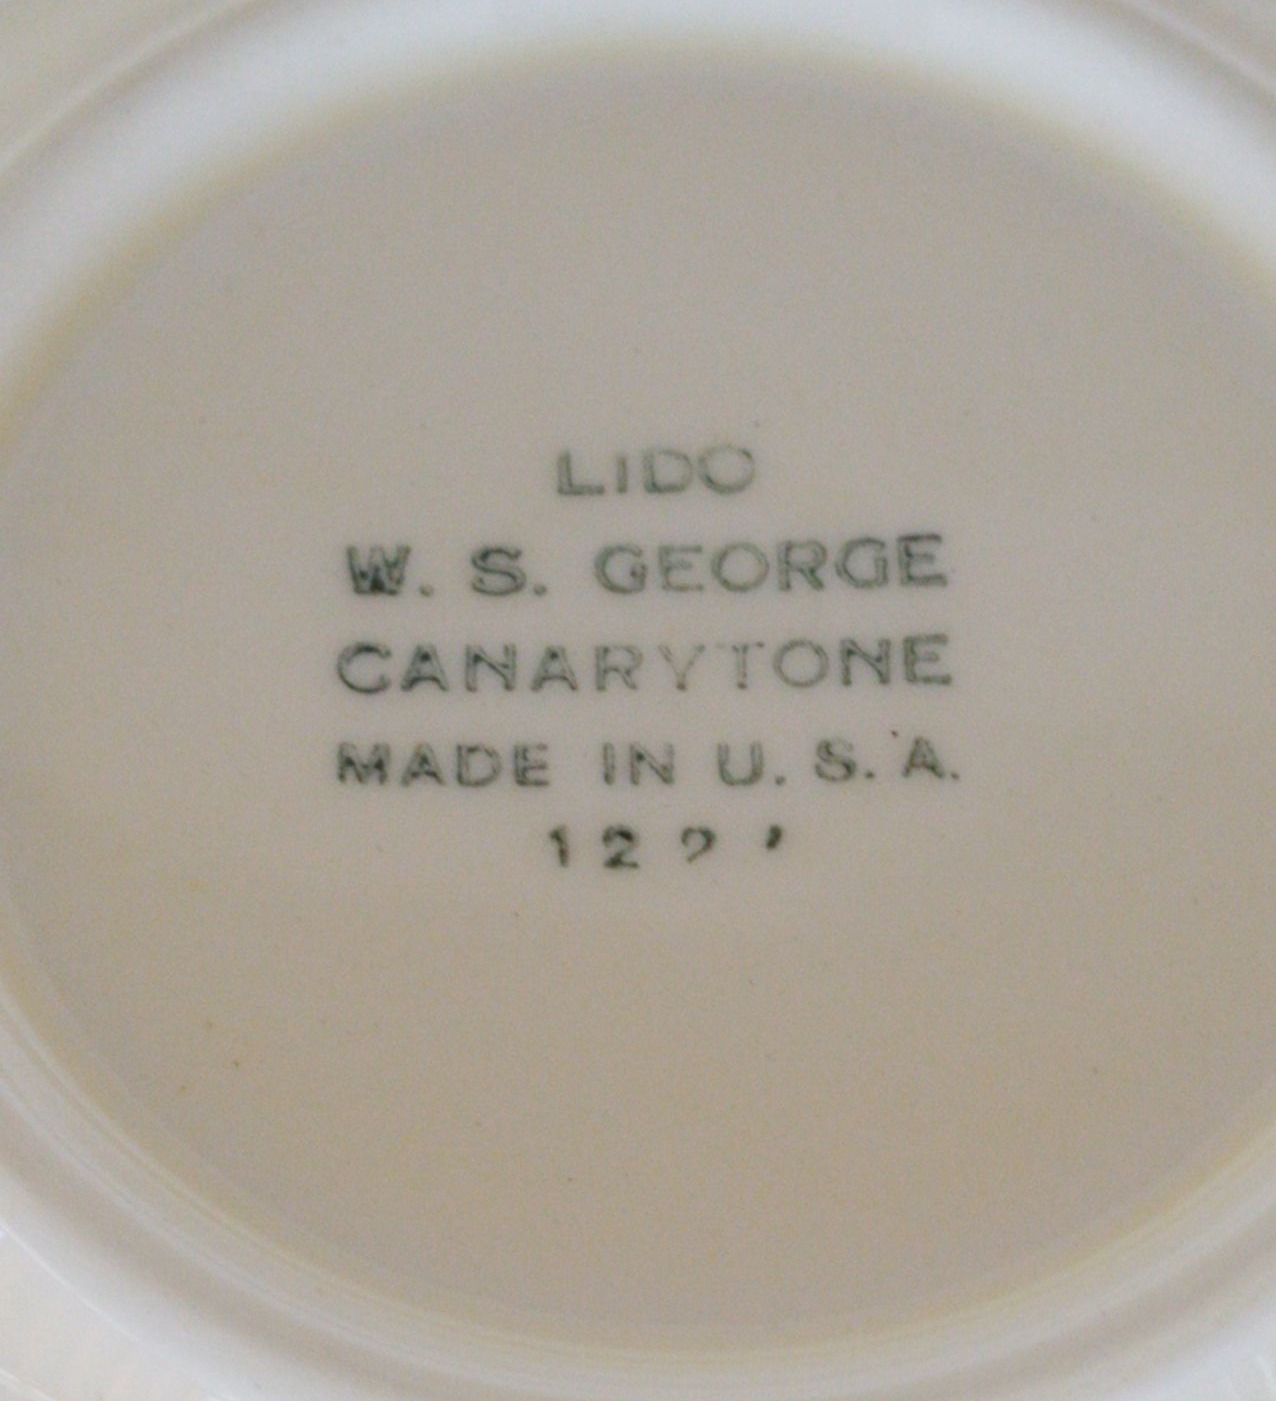 LIDO
W. S. GEORGE
CANARYTONE
MADE IN U. S. A.